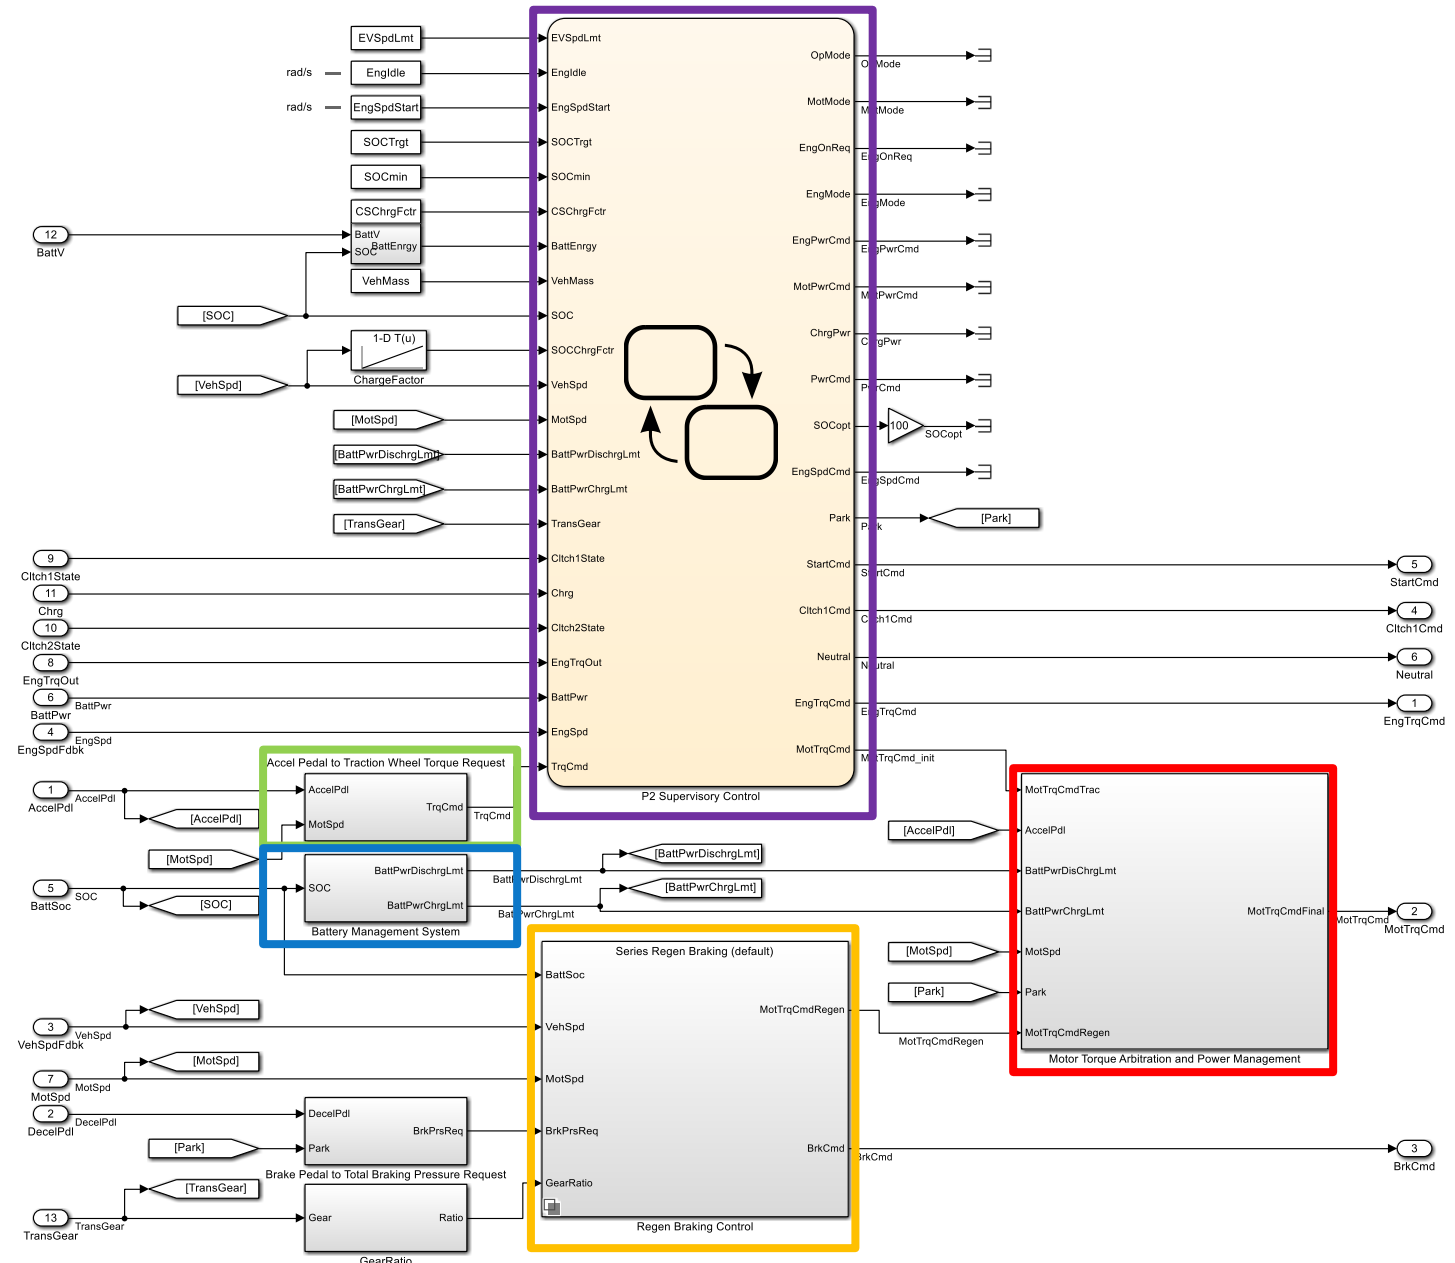 EVSpdLmt
rad/s
EngIdle
rad/s
EngSpdStart
SOCTrgt
SOCmin
CSChrgFctr
12
BattV
BattV
SOC
BattEnrgy
VehMass
[SOC]
1-D T(u)
ChargeFactor
[VehSpd]
[MotSpd]
[BattPwrDischrgLmt]
[BattPwrChrgLmt]
[TransGear]
9
Cltch1State
11
Chrg
10
Cltch2State
8
EngTrqOut
6
BattPwr
BattPwr
4
EngSpdFdbk
EngSpd
EVSpdLmt
EngIdle
EngSpdStart
SOCTrgt
SOCmin
CSChrgFctr
BattEnrgy
VehMass
SOC
SOCChrgFctr
VehSpd
MotSpd
BattPwrDischrgLmt
BattPwrChrgLmt
TransGear
Cltch1State
Chrg
Cltch2State
EngTrqOut
BattPwr
EngSpd
TrqCmd
P2 Supervisory Control
OpMode
OpMode
MotMode
MotMode
EngOnReq
EngOnReq
EngMode
EngMode
EngPwrCmd
EngPwrCmd
MotPwrCmd
MotPwrCmd
ChrgPwr
ChrgPwr
PwrCmd
PwrCmd
SOCopt
100
SOCopt
EngSpdCmd
EngSpdCmd
Park
Park
[Park]
StartCmd
StartCmd
5
StartCmd
Cltch1Cmd
Cltch1Cmd
4
Cltch1Cmd
Neutral
Neutral
6
Neutral
EngTrqCmd
EngTrqCmd
1
EngTrqCmd
MotTrqCmd
MotTrqCmd_init
Accel Pedal to Traction Wheel Torque Request
1
AccelPdl
AccelPdl
[AccelPdl]
[MotSpd]
AccelPdl
MotSpd
TrqCmd
TrqCmd
5
BattSoc
SOC
[SOC]
SOC
BattPwrDischrgLmt
BattPwrChrgLmt
Battery Management System
BattPwrDischrgLmt
BattPwrChrgLmt
[BattPwrDischrgLmt]
[BattPwrChrgLmt]
[AccelPdl]
[MotSpd]
[Park]
MotTrqCmdTrac
AccelPdl
BattPwrDisChrgLmt
BattPwrChrgLmt
MotSpd
Park
MotTrqCmdRegen
MotTrqCmdFinal
Motor Torque Arbitration and Power Management
MotTrqCmd
2
MotTrqCmd
3
VehSpdFdbk
VehSpd
[VehSpd]
7
MotSpd
MotSpd
[MotSpd]
2
DecelPdl
DecelPdl
[Park]
DecelPdl
Park
BrkPrsReq
Brake Pedal to Total Braking Pressure Request
13
TransGear
TransGear
[TransGear]
Gear
Ratio
GearRatio
Series Regen Braking (default)
BattSoc
VehSpd
MotSpd
BrkPrsReq
GearRatio
MotTrqCmdRegen
BrkCmd
Regen Braking Control
MotTrqCmdRegen
BrkCmd
3
BrkCmd